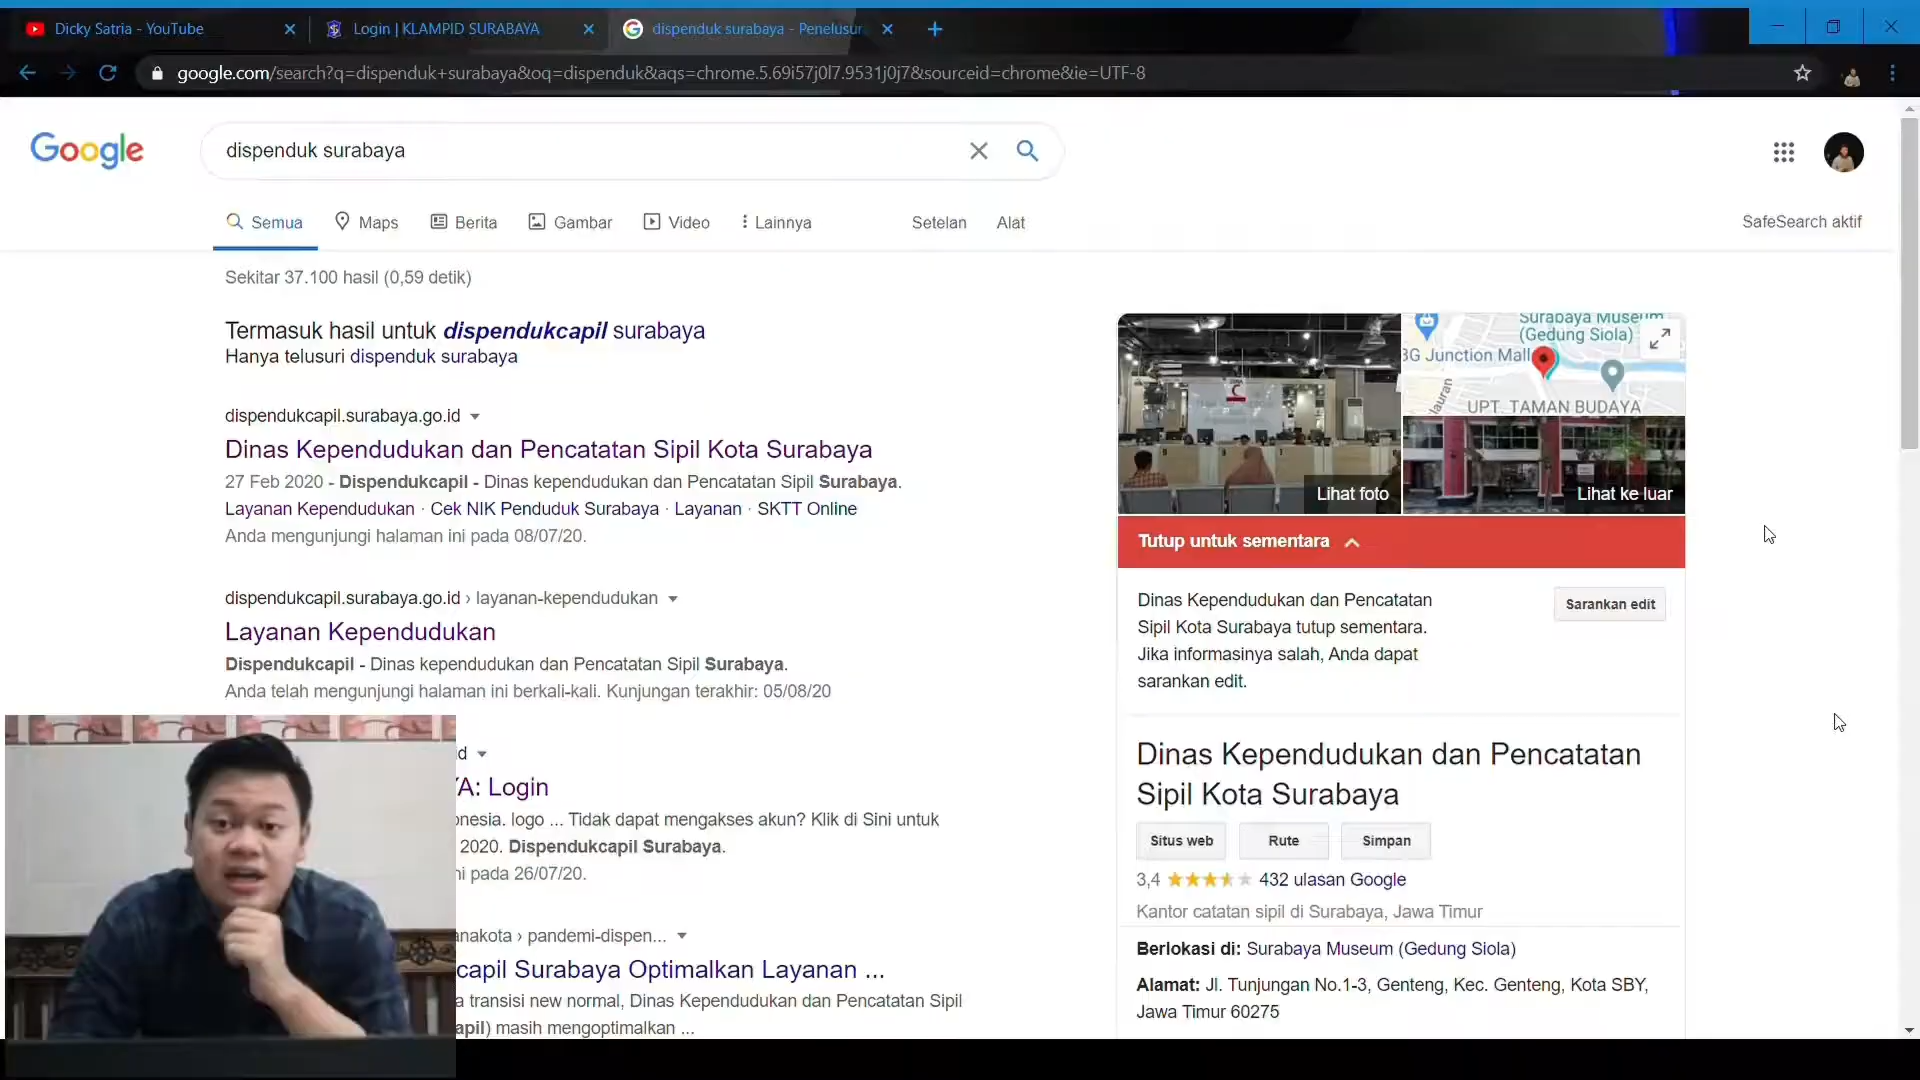 Dicky Satria - YouTube
Login | KLAMPID SURABAYA
dispenduk surabaya - Penelusur
google.com/search?q=dispenduk+surabaya&oq=dispenduk&aqs=chrome.5.69i57j0l7.9531j0j7&sourceid=chrome&ie=UTF-8
Google
dispenduk surabaya
Semua
Maps
Berita
Gambar
Video
Lainnya
Setelan
Alat
SafeSearch aktif
Sekitar 37.100 hasil (0,59 detik)
Termasuk hasil untuk dispendukcapil surabaya
Hanya telusuri dispenduk surabaya
dispendukcapil.surabaya.go.id
Dinas Kependudukan dan Pencatatan Sipil Kota Surabaya
27 Feb 2020 - Dispendukcapil - Dinas kependudukan dan Pencatatan Sipil Surabaya.
Layanan Kependudukan · Cek NIK Penduduk Surabaya · Layanan · SKTT Online
Anda mengunjungi halaman ini pada 08/07/20.
dispendukcapil.surabaya.go.id › layanan-kependudukan
Layanan Kependudukan
Dispendukcapil - Dinas kependudukan dan Pencatatan Sipil Surabaya.
Anda telah mengunjungi halaman ini berkali-kali. Kunjungan terakhir: 05/08/20
id
YA: Login
onesia. logo ... Tidak dapat mengakses akun? Klik di Sini untuk
2020. Dispendukcapil Surabaya.
ni pada 26/07/20.
anakota › pandemi-dispen...
capil Surabaya Optimalkan Layanan ...
a transisi new normal, Dinas Kependudukan dan Pencatatan Sipil
apil) masih mengoptimalkan ...
Surabaya Museum
(Gedung Siola)
BG Junction Mall
lauran
UPT. TAMAN BUDAYA
Lihat foto
Lihat ke luar
Tutup untuk sementara
Dinas Kependudukan dan Pencatatan
Sipil Kota Surabaya tutup sementara.
Jika informasinya salah, Anda dapat
sarankan edit.
Sarankan edit
Dinas Kependudukan dan Pencatatan
Sipil Kota Surabaya
Situs web
Rute
Simpan
3,4
432 ulasan Google
Kantor catatan sipil di Surabaya, Jawa Timur
Berlokasi di: Surabaya Museum (Gedung Siola)
Alamat: Jl. Tunjungan No.1-3, Genteng, Kec. Genteng, Kota SBY,
Jawa Timur 60275